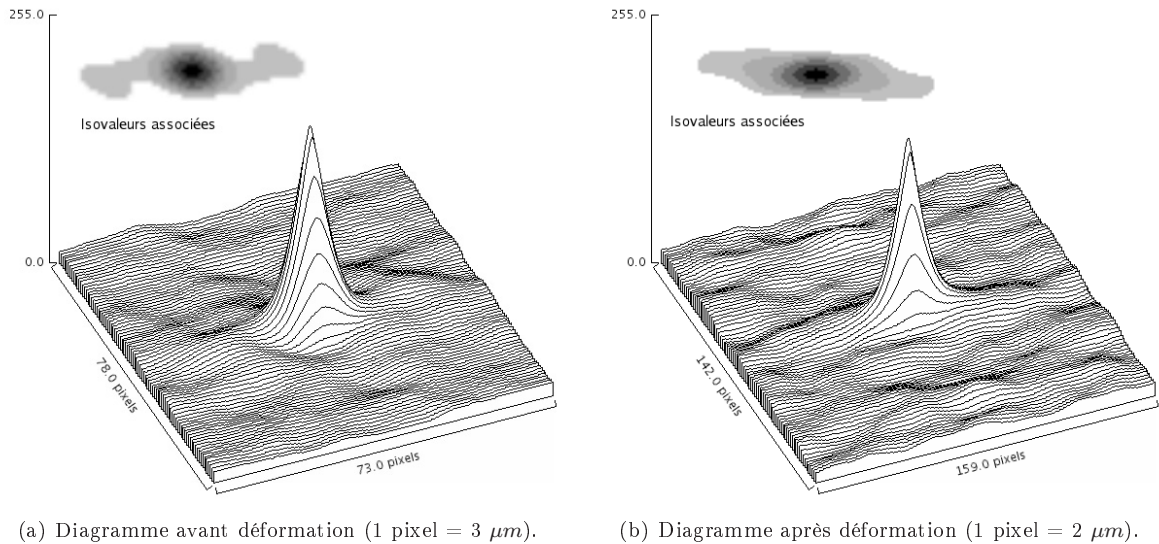 255.0
Isovaleurs associées
0.0
78.0 pixels
73.0 pixels
(a) Diagramme avant déformation (1 pixel = 3 μm).
255.0
Isovaleurs associées
0.0
142.0 pixels
159.0 pixels
(b) Diagramme après déformation (1 pixel = 2 μm).